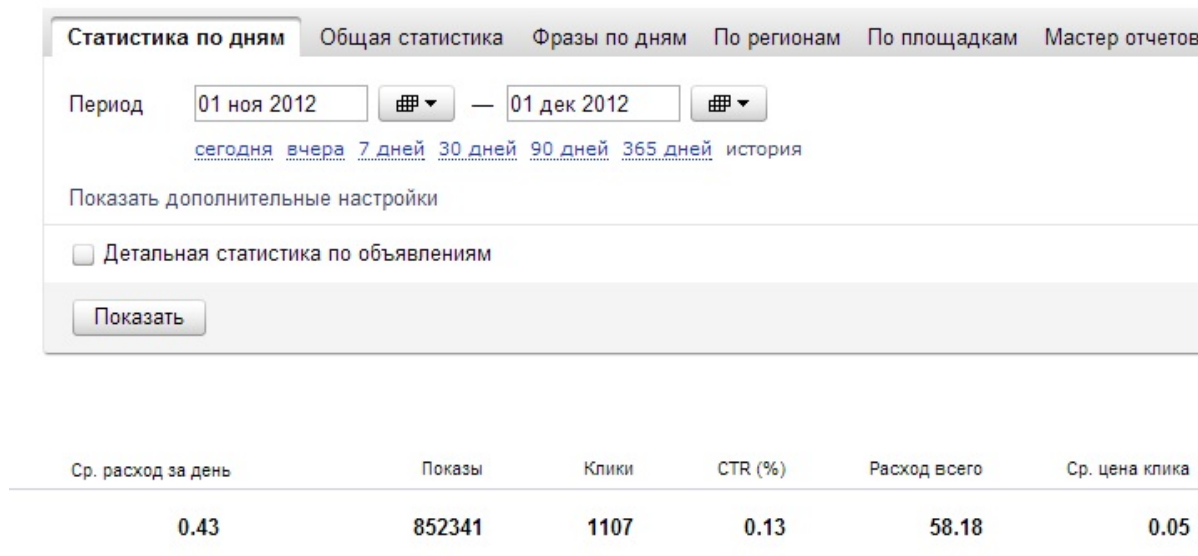 Статистика по дням Общая статистика Фразы по дням По регионам По площадкам Мастер отчетов
Период 01 ноя 2012 — 01 дек 2012
сегодня вчера 7 дней 30 дней 90 дней 365 дней история
Показать дополнительные настройки
Детальная статистика по объявлениям
Показать
Ср. расход за день Показы Клики CTR (%) Расход всего Ср. цена клика
0.43 852341 1107 0.13 58.18 0.05